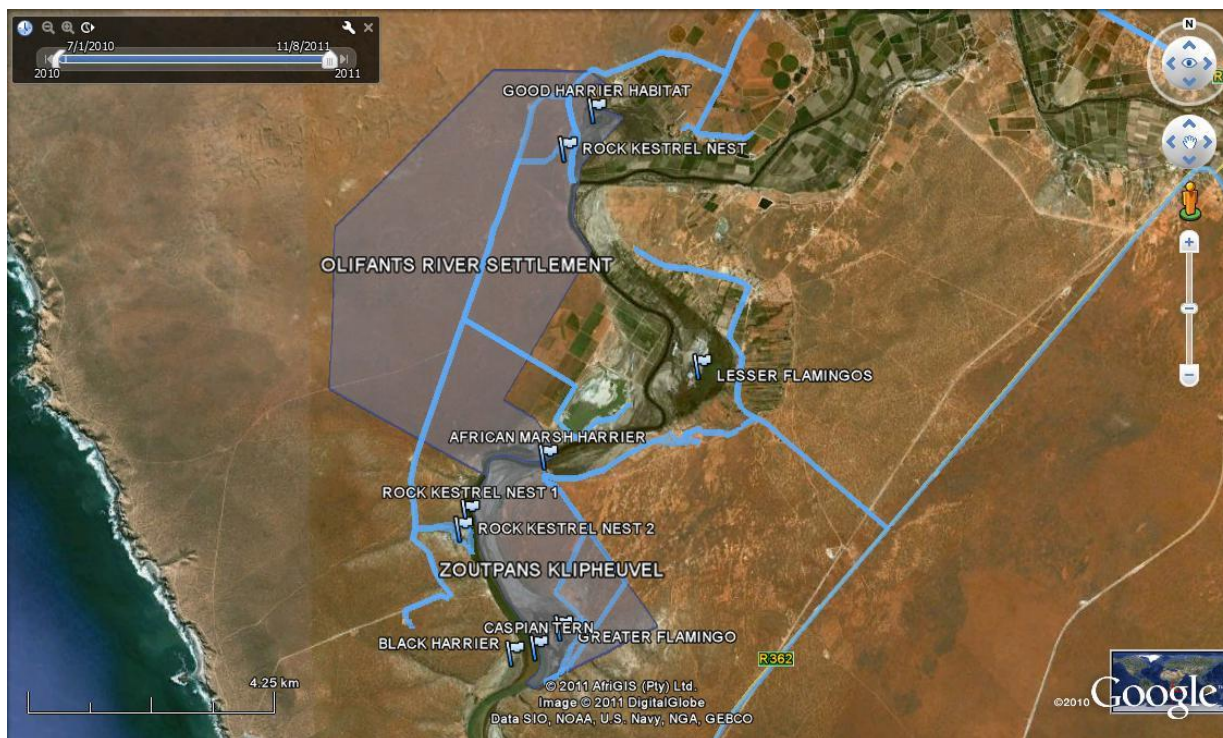 7/1/2010
11/8/2011
2010
2011
N
GOOD HARRIER HABITAT
ROCK KESTREL NEST
OLIFANTS RIVER SETTLEMENT
LESSER FLAMINGOS
AFRICAN MARSH HARRIER
ROCK KESTREL NEST 1
ROCK KESTREL NEST 2
ZOUTPANS KLIPHEUVEL
CASPIAN TERN
BLACK HARRIER
GREATER FLAMINGO
R362
4.25 km
© 2011 AfriGIS (Pty) Ltd.
Image © 2011 DigitalGlobe
Data SIO, NOAA, U.S. Navy, NGA, GEBCO
©2010 Google